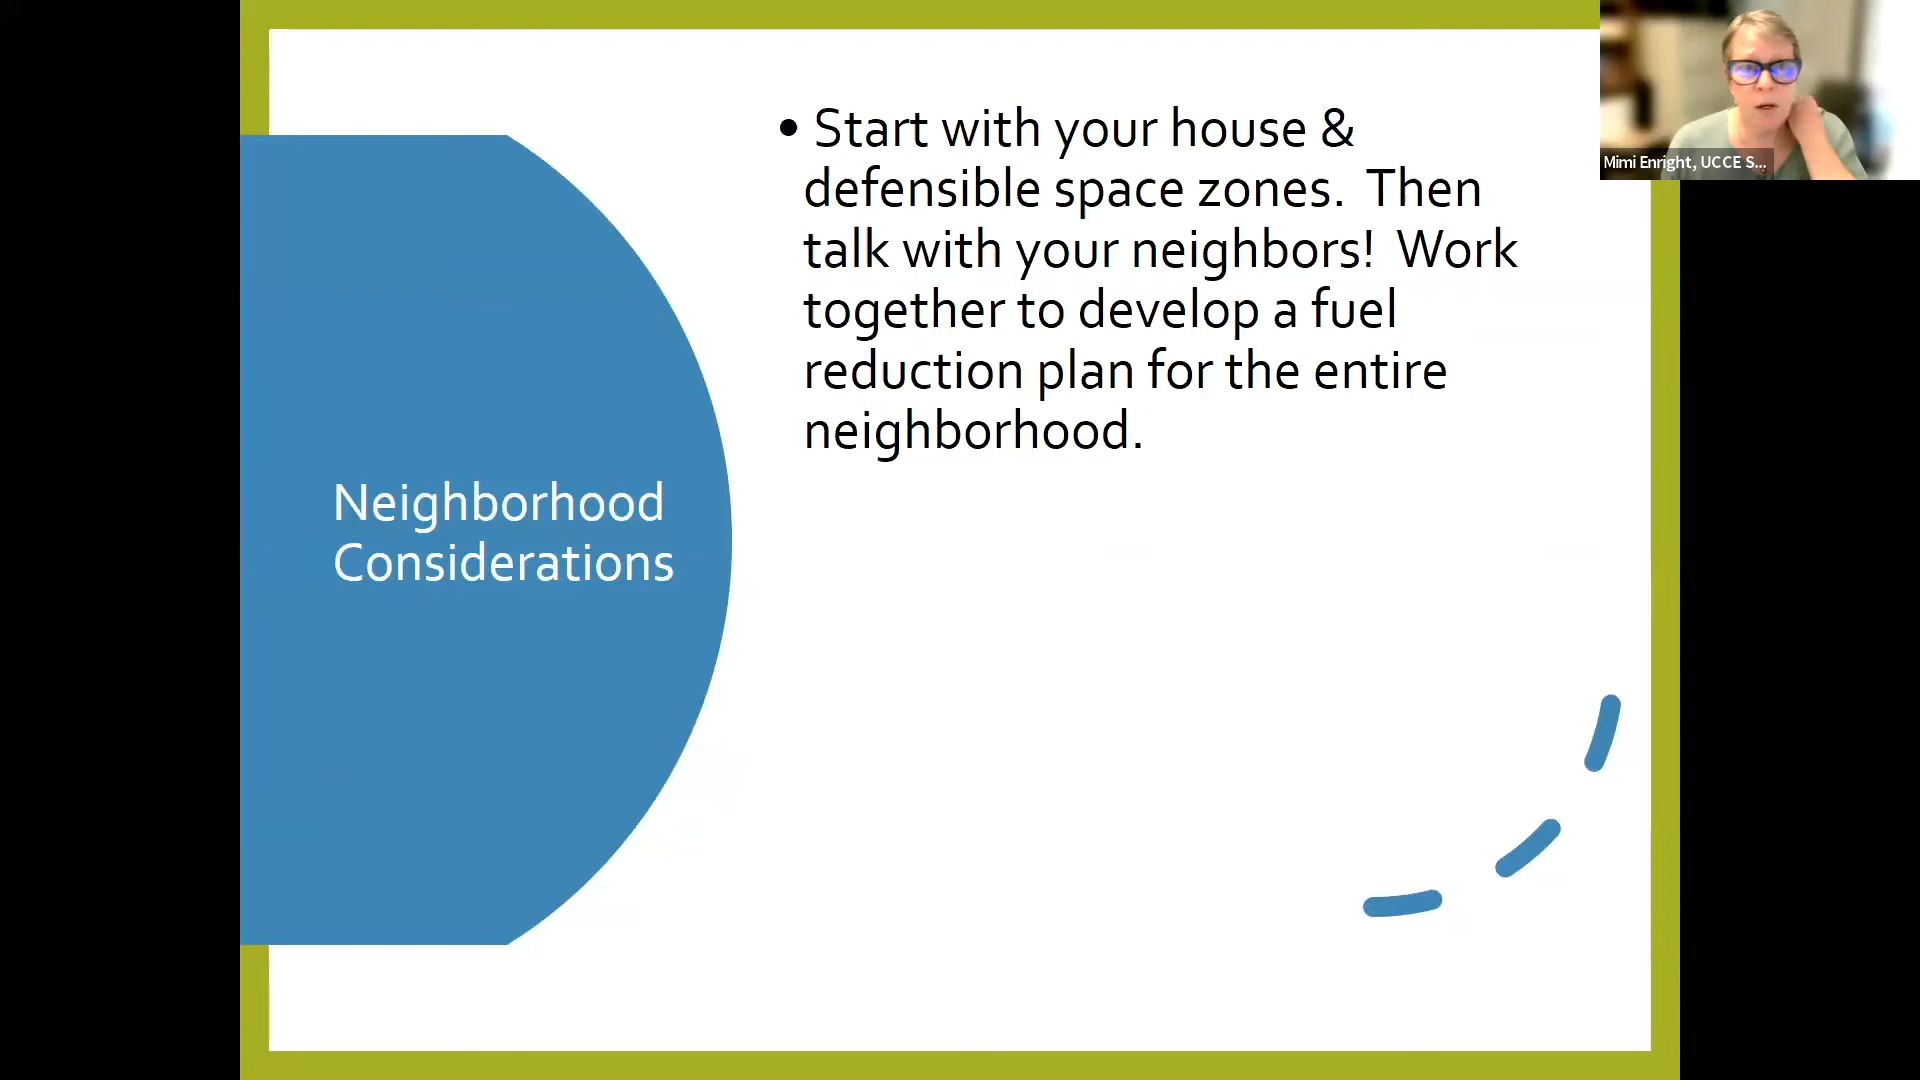 Neighborhood
Considerations
• Start with your house &
defensible space zones.  Then
talk with your neighbors!  Work
together to develop a fuel
reduction plan for the entire
neighborhood.
Mimi Enright, UCCE S...